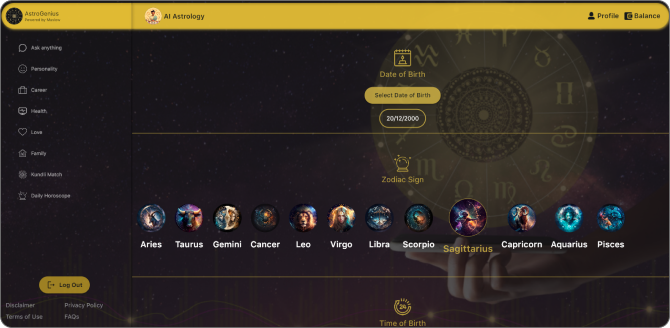 AstroGenius
Powered by Maneta
AI Astrology
Profile
Balance
Ask anything
Personality
Career
Health
Love
Family
Kundli Match
Daily Horoscope
Log Out
Disclaimer
Privacy Policy
Terms of Use
FAQs
Date of Birth
Select Date of Birth
20/12/2000
Zodiac Sign
Aries
Taurus
Gemini
Cancer
Leo
Virgo
Libra
Scorpio
Sagittarius
Capricorn
Aquarius
Pisces
24
Time of Birth